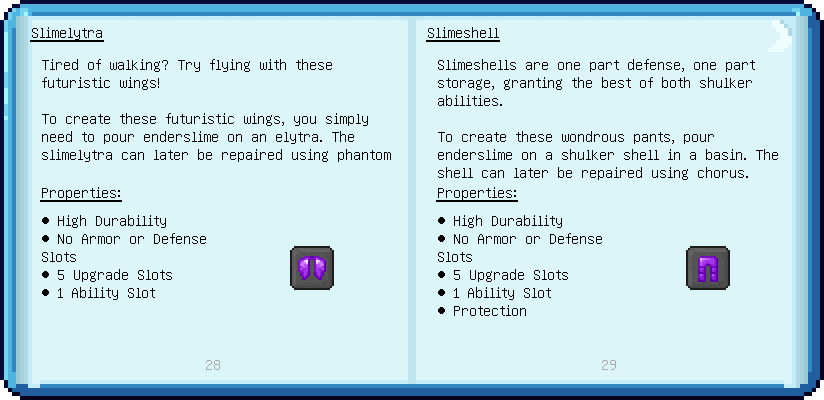 Slimelytra
Tired of walking? Try flying with these
futuristic wings!
To create these futuristic wings, you simply
need to pour enderslime on an elytra. The
slimelytra can later be repaired using phantom
Properties:
● High Durability
● No Armor or Defense
Slots
● 5 Upgrade Slots
● 1 Ability Slot
28
Slimeshell
Slimeshells are one part defense, one part
storage, granting the best of both shulker
abilities.
To create these wondrous pants, pour
enderslime on a shulker shell in a basin. The
shell can later be repaired using chorus.
Properties:
● High Durability
● No Armor or Defense
Slots
● 5 Upgrade Slots
● 1 Ability Slot
● Protection
29